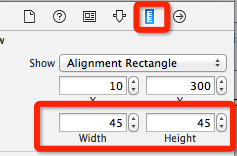 w
Show Alignment Rectangle
10 300
X Y
45 45
Width Height